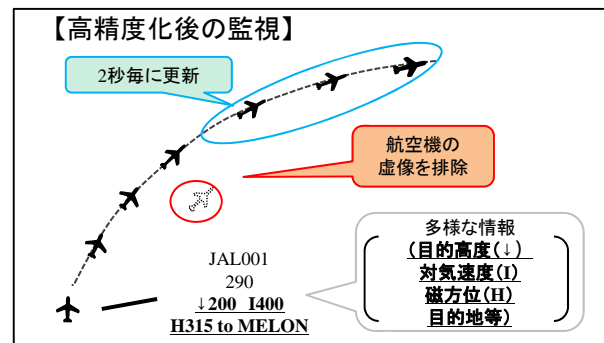 【高精度化後の監視】
2秒毎に更新
航空機の
虚像を排除
JAL001
290
↓200 I400
H315 to MELON
多様な情報
(目的高度(↓)
対気速度(I)
磁方位(H)
目的地等)